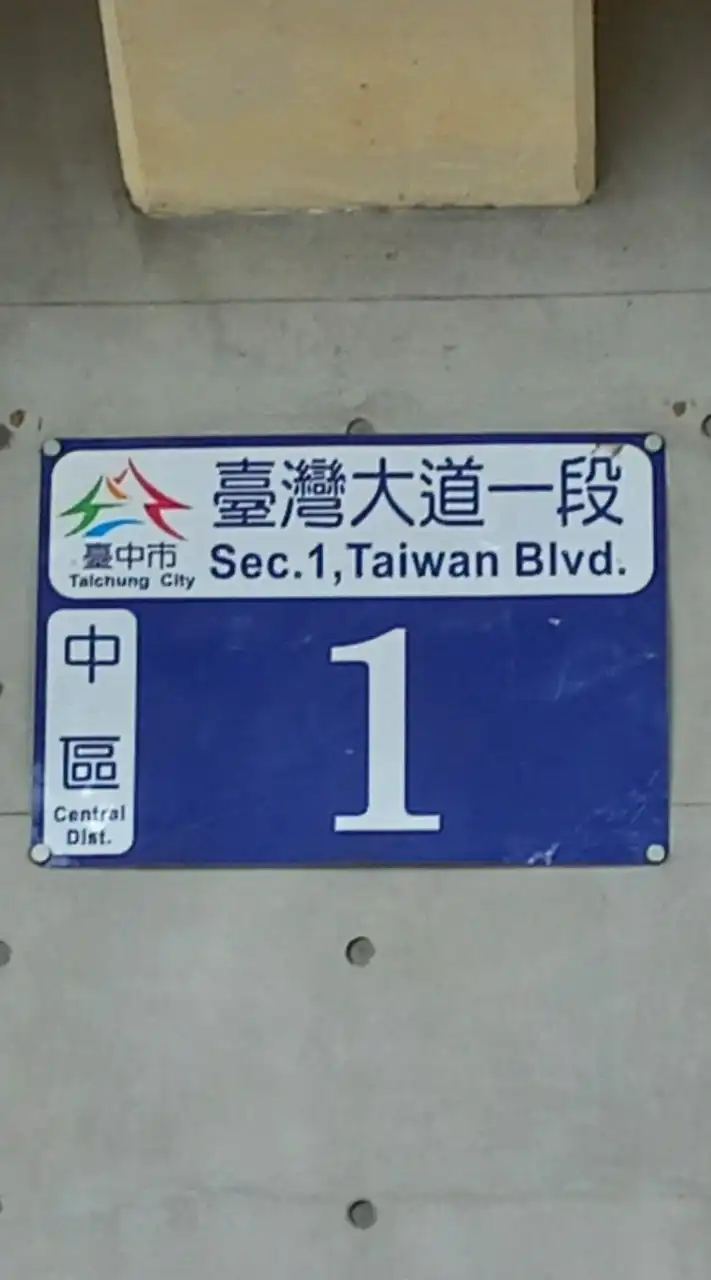 臺灣大道一段
Sec.1,Taiwan Blvd.
臺中市
Taichung City
中
區
Central
Dist.
1